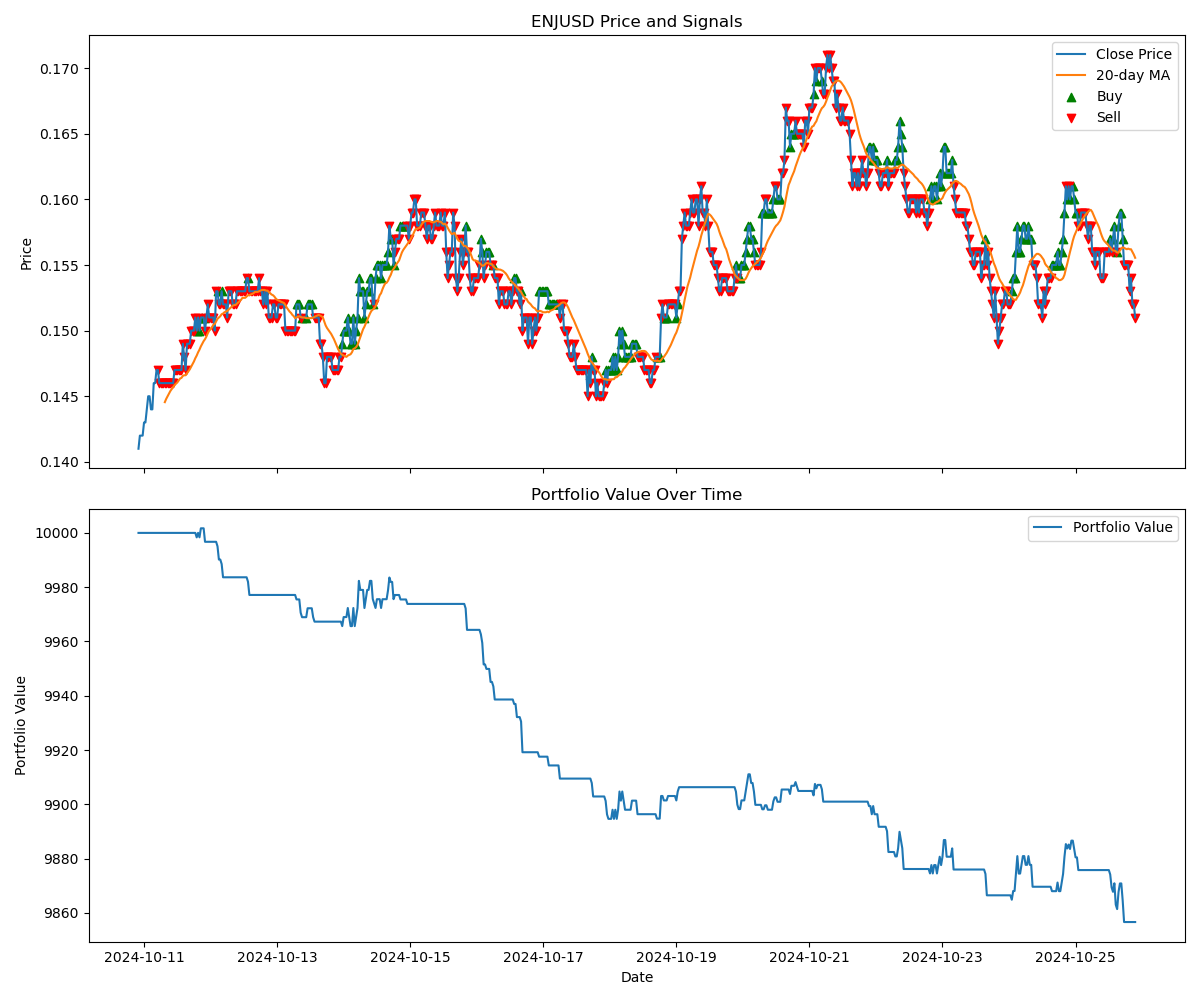 ENJUSD Price and Signals
Price
0.170
0.165
0.160
0.155
0.150
0.145
0.140
Close Price
20-day MA
Buy
Sell
Portfolio Value Over Time
Portfolio Value
10000
9980
9960
9940
9920
9900
9880
9860
Portfolio Value
2024-10-11 2024-10-13 2024-10-15 2024-10-17 2024-10-19 2024-10-21 2024-10-23 2024-10-25
Date